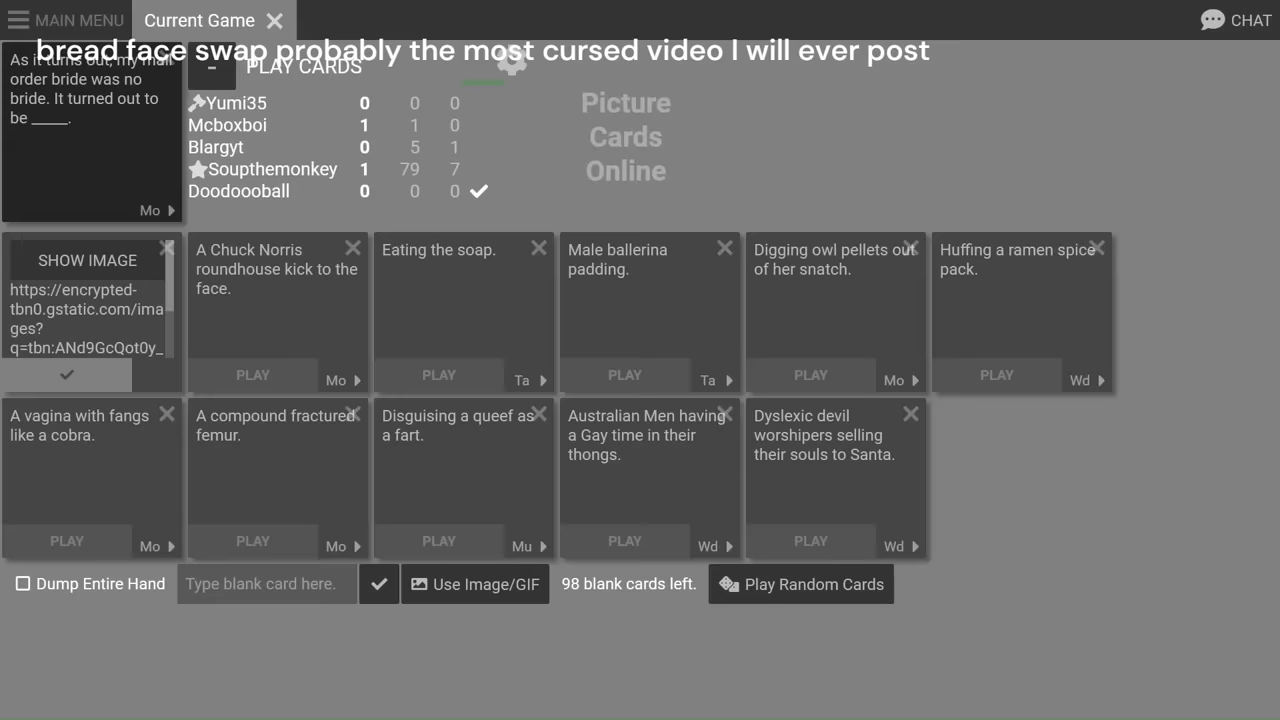 MAIN MENU
Current Game
CHAT
bread face swap probably the most cursed video I will ever post
As it turns out, my mail
order bride was no
bride. It turned out to
be _____.
Mo
-
PLAY CARDS
Yumi35 0 0 0
Mcboxboi 1 1 0
Blargyt 0 5 1
Soupthemonkey 1 79 7
Doodoooball 0 0 0
Picture
Cards
Online
SHOW IMAGE
https://encrypted-
tbn0.gstatic.com/ima
ges?
q=tbn:ANd9GcQot0y_
A Chuck Norris
roundhouse kick to the
face.
PLAY
Mo
Eating the soap.
PLAY
Ta
Male ballerina
padding.
PLAY
Ta
Digging owl pellets out
of her snatch.
PLAY
Mo
Huffing a ramen spice
pack.
PLAY
Wd
A vagina with fangs
like a cobra.
PLAY
Mo
A compound fractured
femur.
PLAY
Mo
Disguising a queef as
a fart.
PLAY
Mu
Australian Men having
a Gay time in their
thongs.
PLAY
Wd
Dyslexic devil
worshipers selling
their souls to Santa.
PLAY
Wd
Dump Entire Hand
Type blank card here.
Use Image/GIF
98 blank cards left.
Play Random Cards